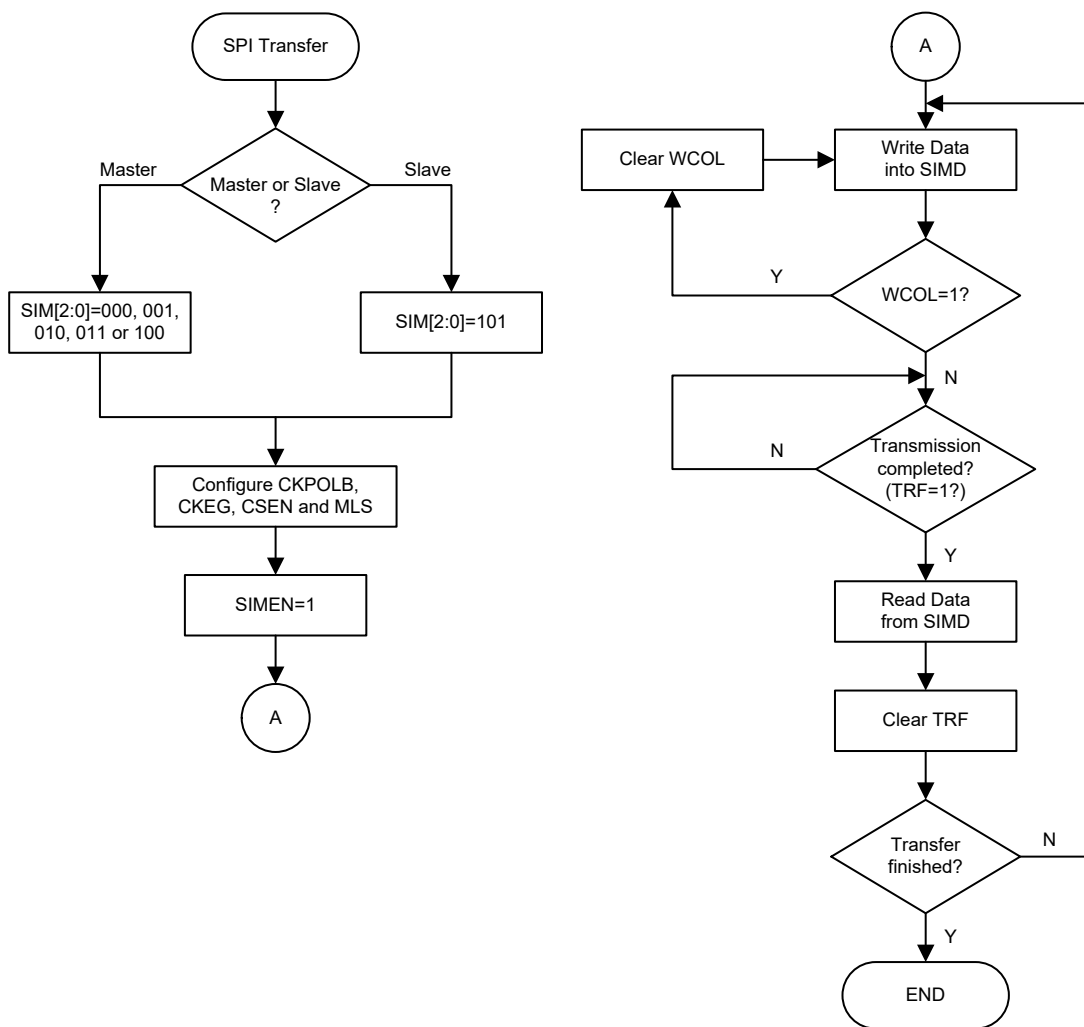 SPI Transfer
Master or Slave
?
Master
Slave
SIM[2:0]=000, 001,
010, 011 or 100
SIM[2:0]=101
Configure CKPOLB,
CKEG, CSEN and MLS
SIMEN=1
A
A
Write Data
into SIMD
Clear WCOL
WCOL=1?
Y
N
Transmission
completed?
(TRF=1?)
N
Y
Read Data
from SIMD
Clear TRF
Transfer
finished?
N
Y
END